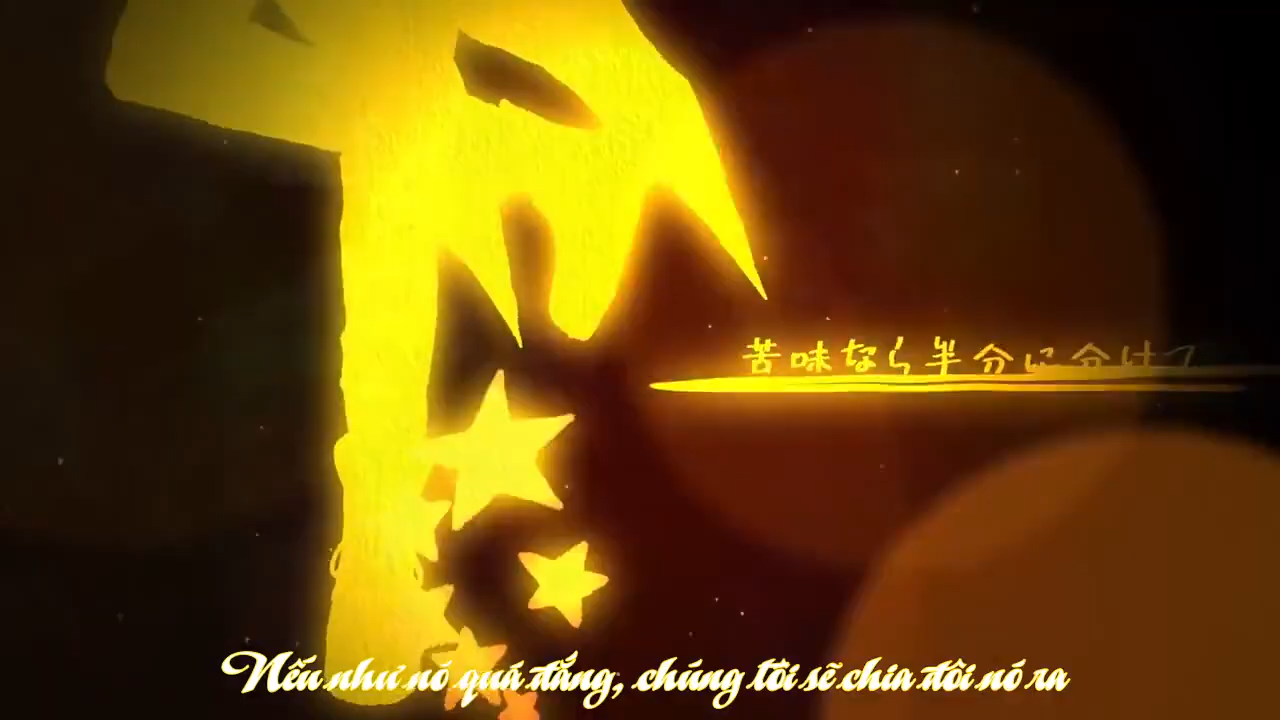 苦味なら半分に分けて
Nếu như nó quá đắng, chúng tôi sẽ chia đôi nó ra